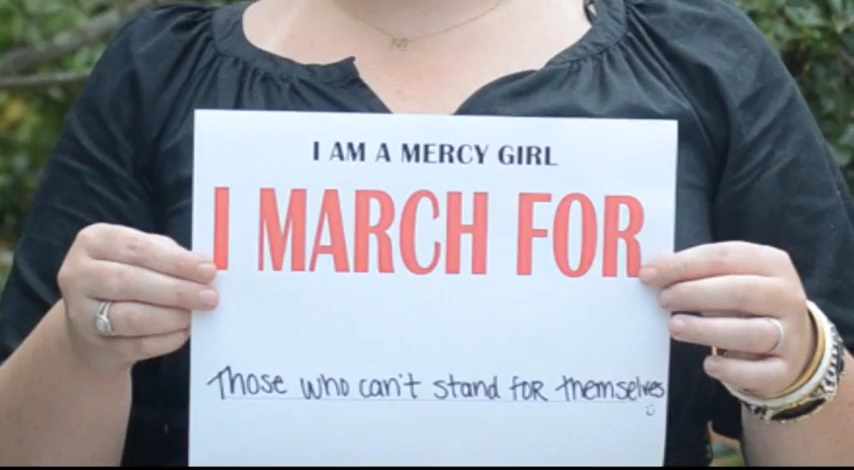 I AM A MERCY GIRL
I MARCH FOR
Those who can't stand for themselves